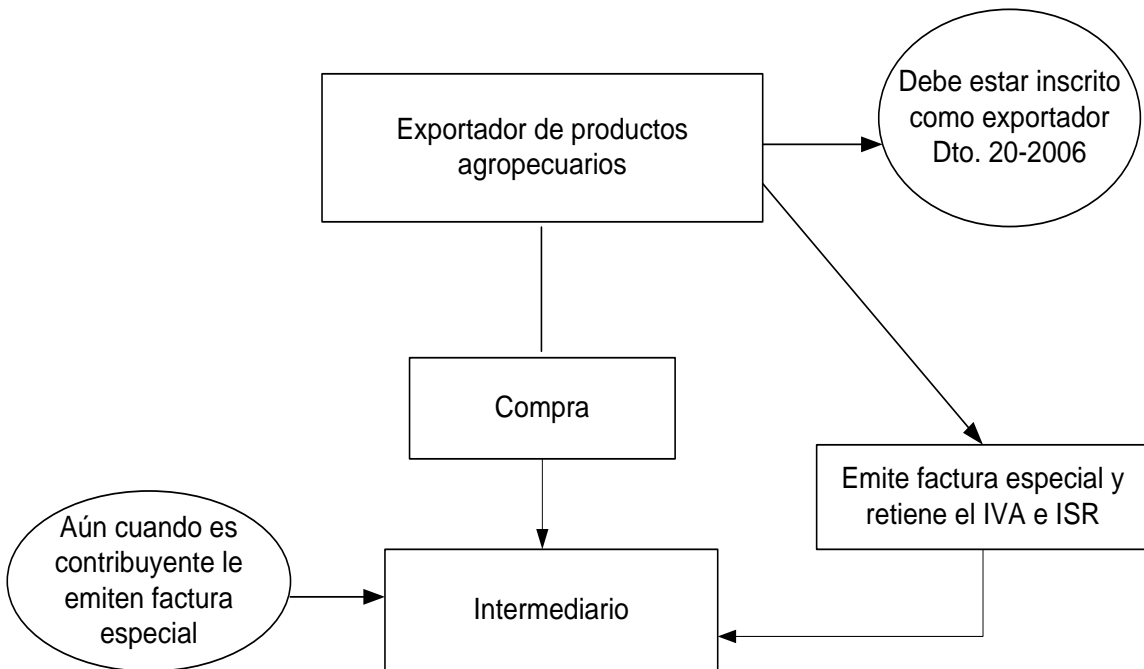 Debe estar inscrito
como exportador
Dto. 20-2006
Exportador de productos
agropecuarios
Compra
Emite factura especial y
retiene el IVA e ISR
Aún cuando es
contribuyente le
emiten factura
especial
Intermediario